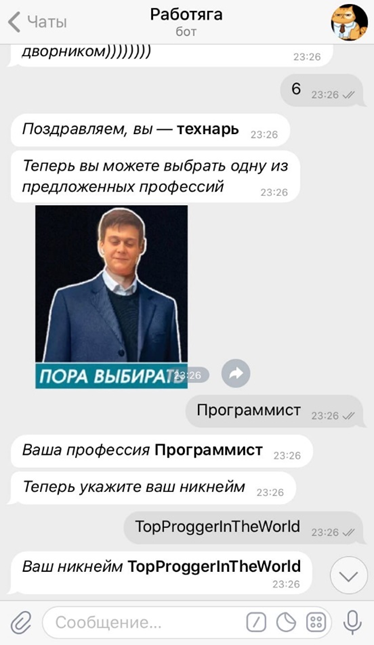 Чаты
Работяга
бот
дворником))))))))
23:26
6 23:26
Поздравляем, вы — технарь 23:26
Теперь вы можете выбрать одну из
предложенных профессий 23:26
ПОРА ВЫБИРАТЬ 23:26
Программист 23:26
Ваша профессия Программист 23:26
Теперь укажите ваш никнейм 23:26
TopProggerInTheWorld 23:26
Ваш никнейм TopProggerInTheWorld
23:26
Сообщение...